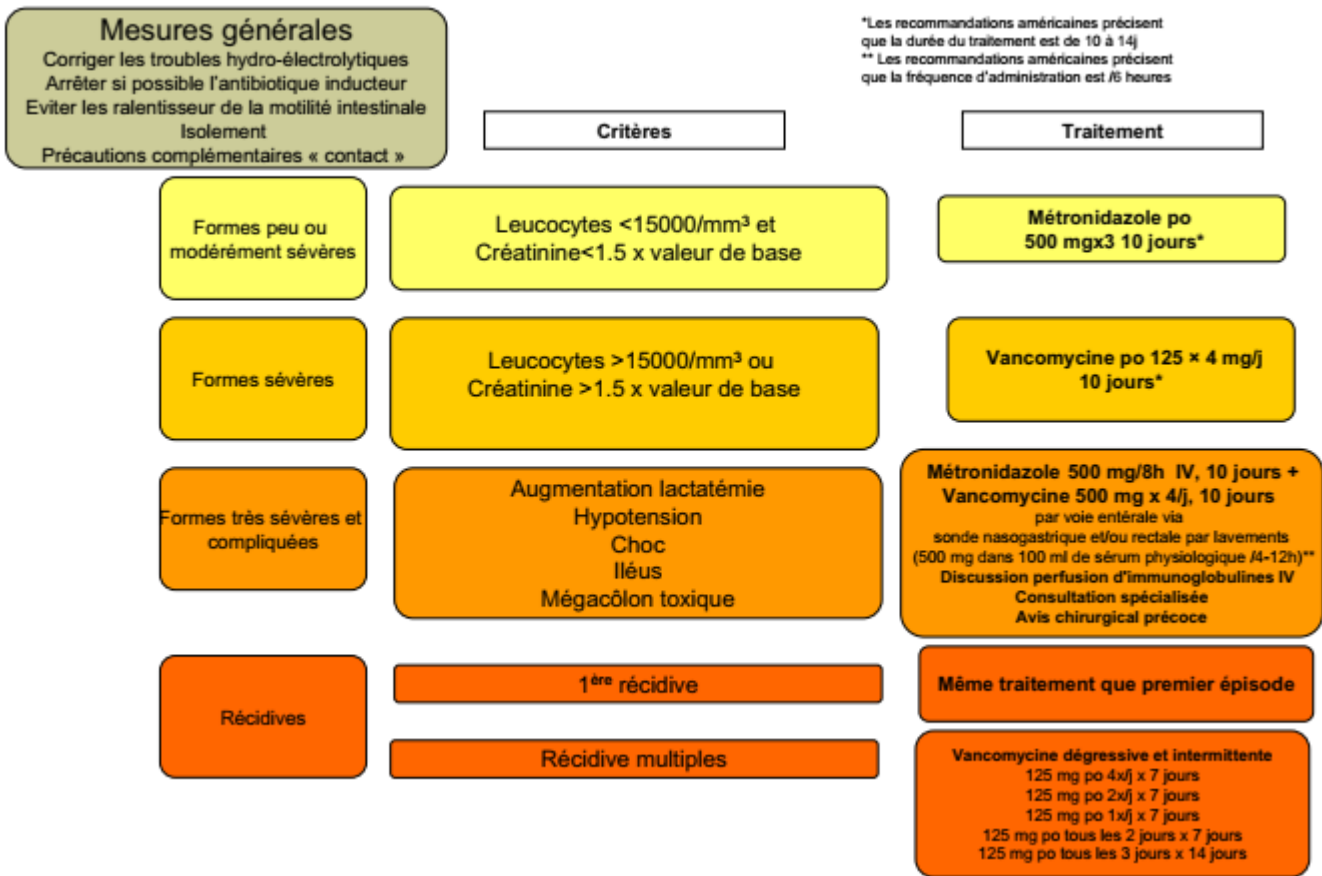 Mesures générales
Corriger les troubles hydro-électrolytiques
Arrêter si possible l'antibiotique inducteur
Eviter les ralentisseur de la motilité intestinale
Isolement
Précautions complémentaires « contact »
*Les recommandations américaines précisent
que la durée du traitement est de 10 à 14j
** Les recommandations américaines précisent
que la fréquence d'administration est /6 heures
Critères
Traitement
Formes peu ou
modérément sévères
Leucocytes <15000/mm³ et
Créatinine<1.5 x valeur de base
Métronidazole po
500 mgx3 10 jours*
Formes sévères
Leucocytes >15000/mm³ ou
Créatinine >1.5 x valeur de base
Vancomycine po 125 × 4 mg/j
10 jours*
Formes très sévères et
compliquées
Augmentation lactatémie
Hypotension
Choc
Iléus
Mégacôlon toxique
Métronidazole 500 mg/8h IV, 10 jours +
Vancomycine 500 mg x 4/j, 10 jours
par voie entérale via
sonde nasogastrique et/ou rectale par lavements
(500 mg dans 100 ml de sérum physiologique /4-12h)**
Discussion perfusion d'immunoglobulines IV
Consultation spécialisée
Avis chirurgical précoce
Récidives
1ère récidive
Même traitement que premier épisode
Récidive multiples
Vancomycine dégressive et intermittente
125 mg po 4x/j x 7 jours
125 mg po 2x/j x 7 jours
125 mg po 1x/j x 7 jours
125 mg po tous les 2 jours x 7 jours
125 mg po tous les 3 jours x 14 jours